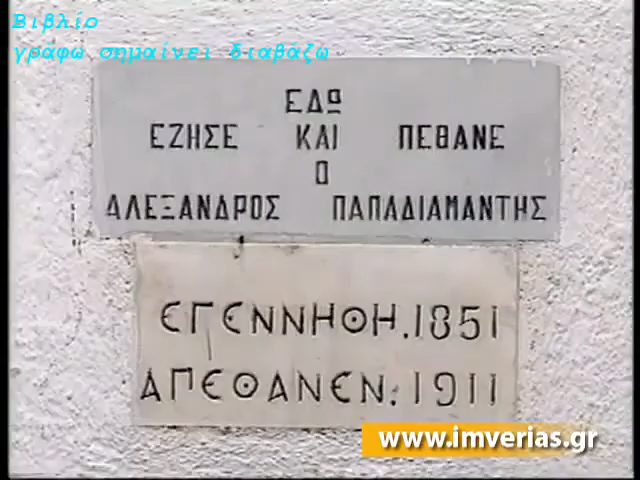 Βιβλίο
γράφω σημαίνει διαβάζω
ΕΔΩ
ΕΖΗΣΕ ΚΑΙ ΠΕΘΑΝΕ
Ο
ΑΛΕΞΑΝΔΡΟΣ ΠΑΠΑΔΙΑΜΑΝΤΗΣ
ΕΓΕΝΝΗΘΗ.1851
ΑΠΕΘΑΝΕΝ.1911
www.imverias.gr